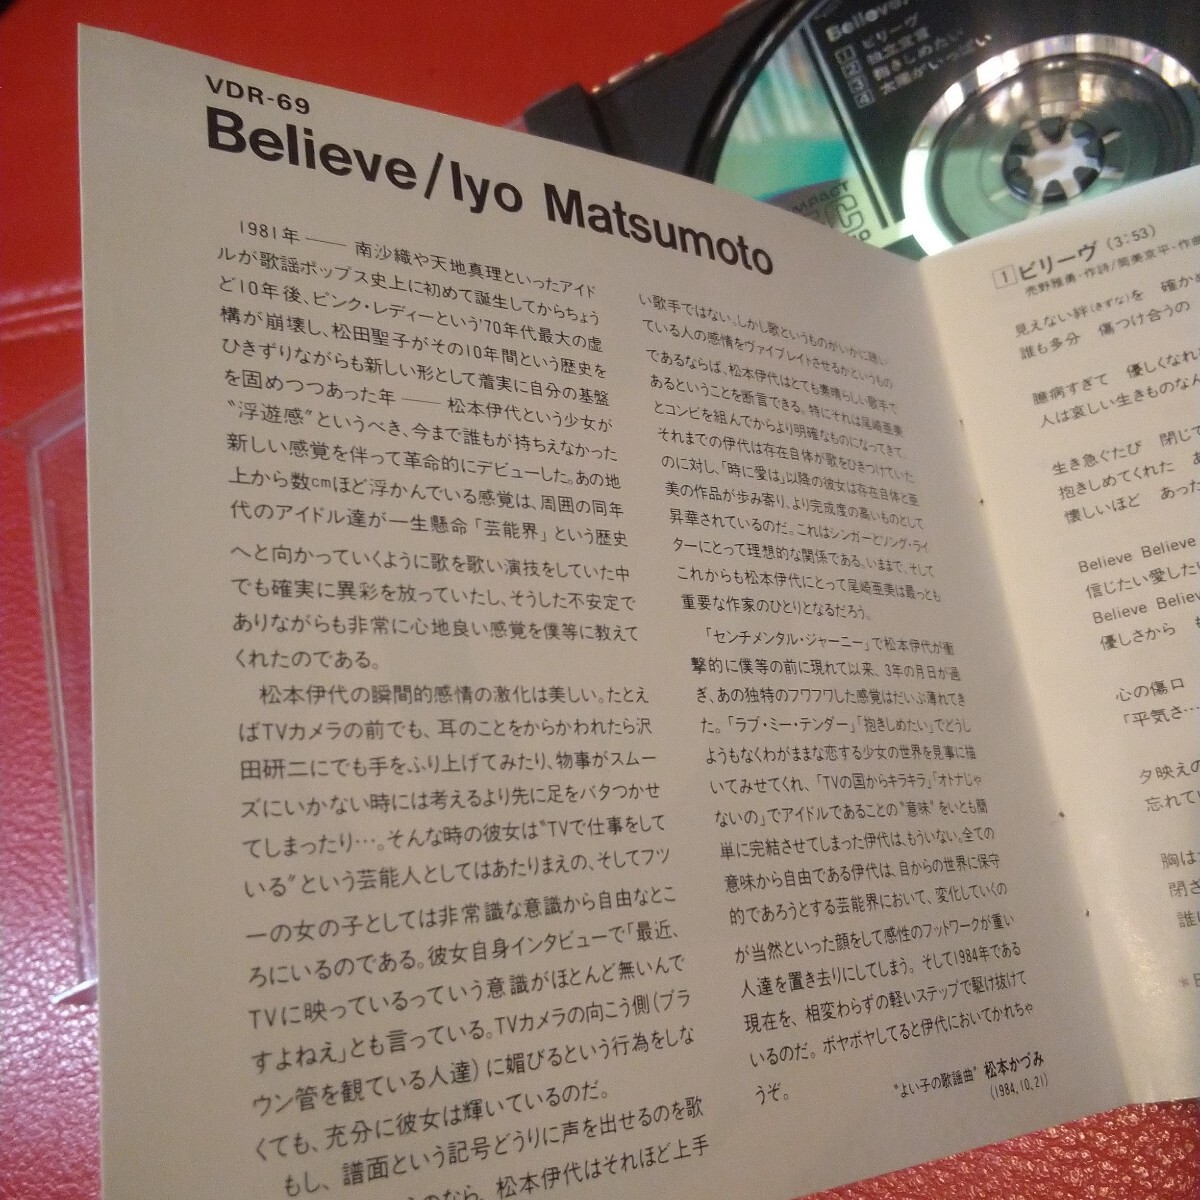 VDR-69
Believe/Iyo Matsumoto
1981年 —— 南沙織や天地真理といったアイド
ルが歌謡ポップス史上に初めて誕生してからちょう
ど10年後、ピンク・レディーという'70年代最大の虚
構が崩壊し、松田聖子がその10年間という歴史を
ひきずりながらも新しい形として着実に自分の基盤
を固めつつあった年 —— 松本伊代という少女が
“浮遊感”というべき、今まで誰もが持ちえなかった
新しい感覚を伴って革命的にデビューした。あの地
上から数cmほど浮かんでいる感覚は、周囲の同年
代のアイドル達が一生懸命「芸能界」という歴史
へと向かっていくように歌を歌い演技をしていた中
でも確実に異彩を放っていたし、そうした不安定で
ありながらも非常に心地良い感覚を僕等に教えて
くれたのである。
松本伊代の瞬間的感情の激化は美しい。たとえ
ばTVカメラの前でも、耳のことをからかわれたら沢
田研二にでも手をふり上げてみたり、物事がスムー
ズにいかない時には考えるより先に足をバタつかせ
てしまったり…。そんな時の彼女は“TVで仕事をして
いる”という芸能人としてはあたりまえの、そしてフツ
ーの女の子としては非常識な意識から自由なとこ
ろにいるのである。彼女自身インタビューで「最近、
TVに映っているっていう意識がほとんど無いんで
すよねえ」とも言っている。TVカメラの向こう側(ブラ
ウン管を観ている人達)に媚びるという行為をしな
くても、充分に彼女は輝いているのだ。
もし、譜面という記号どうりに声を出せるのを歌
のなら、松本伊代はそれほど上手
い歌手ではない。しかし歌というものがいかに聴い
ている人の感情をヴァイブレイトさせるかというもの
であるならば、松本伊代はとても素晴らしい歌手で
あるということを断言できる。特にそれは尾崎亜美
とコンビを組んでからより明確なものになってきて、
それまでの伊代は存在自体が歌をひきつけていた
のに対し、「時に愛は」以降の彼女は存在自体と亜
美の作品が歩み寄り、より完成度の高いものとして
昇華されているのだ。これはシンガーとソング・ライ
ターにとって理想的な関係である。いままで、そして
これからも松本伊代にとって尾崎亜美は最っとも
重要な作家のひとりとなるだろう。
「センチメンタル・ジャーニー」で松本伊代が衝
撃的に僕等の前に現れて以来、3年の月日が過
ぎ、あの独特のフワフワした感覚はだいぶ薄れてき
た。「ラブ・ミー・テンダー」「抱きしめたい」でどうし
ようもなくわがままな恋する少女の世界を見事に描
いてみせてくれ、「TVの国からキラキラ」「オトナじゃ
ないの」でアイドルであることの“意味”をいとも簡
単に完結させてしまった伊代は、もういない。全ての
意味から自由である伊代は、自からの世界に保守
的であろうとする芸能界において、変化していくの
が当然といった顔をして感性のフットワークが重い
人達を置き去りにしてしまう。そして1984年である
現在を、相変わらずの軽いステップで駆け抜けて
いるのだ。ボヤボヤしてると伊代においてかれちゃ
うぞ。
“よい子の歌謡曲” 松本かづみ
(1984.10.21)
1 ビリーヴ (3:53)
売野雅勇・作詩/筒美京平・作曲
見えない絆(きずな)を 確かめ
誰も多分 傷つけ合うの
臆病すぎて 優しくなれ
人は哀しい生きものなん
生き急ぐたび 閉じて
抱きしめてくれた あ
懐しいほど あった
Believe Believe
信じたい愛したい
Believe Believe
優しさから も
心の傷口
「平気さ…
夕映えの
忘れてい
胸は
閉ざ
誰
Believe
1 ビリーヴ
2 独立宣言
3 抱きしめたい
4 太陽がいっぱい
COMPACT